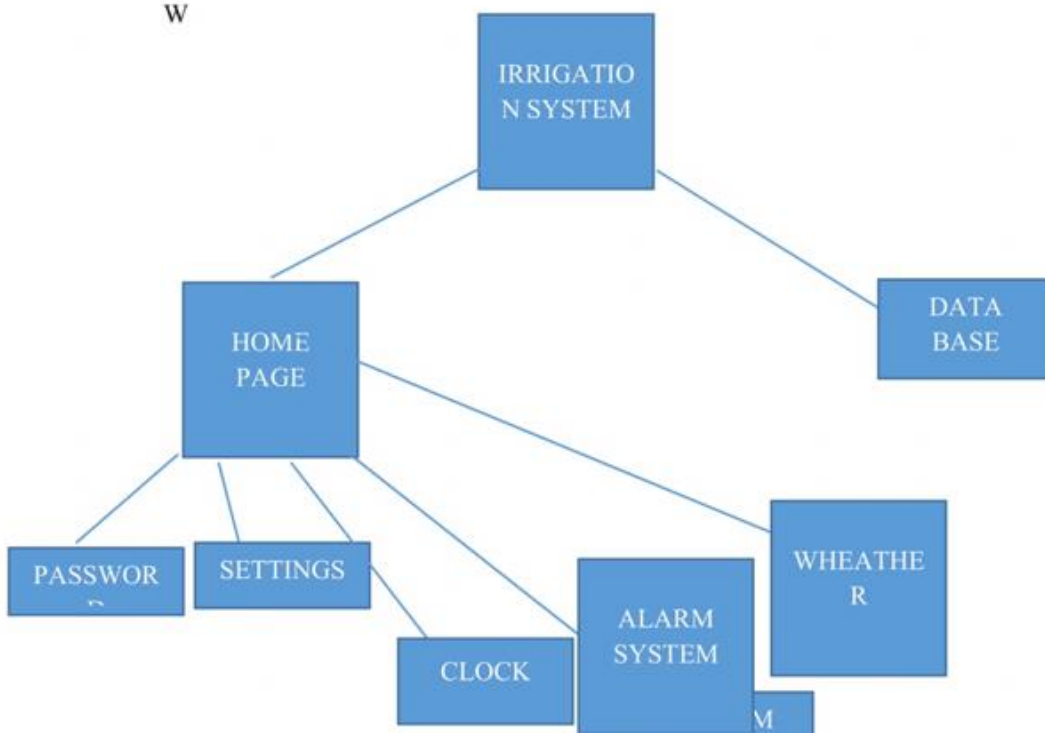 W
IRRIGATIO
N SYSTEM
DATA
BASE
HOME
PAGE
PASSWOR
SETTINGS
WHEATHE
R
ALARM
SYSTEM
CLOCK
M